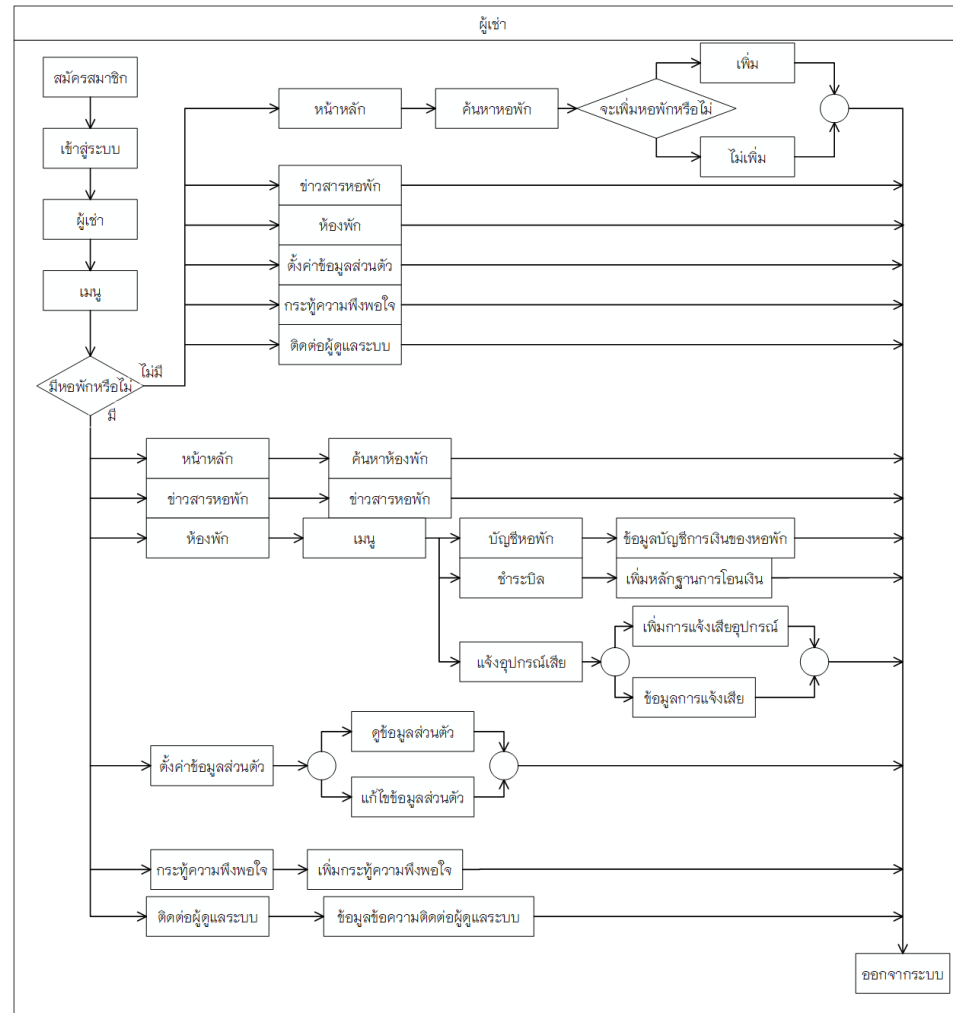 ผู้เช่า
สมัครสมาชิก
เข้าสู่ระบบ
ผู้เช่า
เมนู
มีหอพักหรือไม่
ไม่มี
มี
หน้าหลัก
ค้นหาหอพัก
จะเพิ่มหอพักหรือไม่
เพิ่ม
ไม่เพิ่ม
ข่าวสารหอพัก
ห้องพัก
ตั้งค่าข้อมูลส่วนตัว
กระทู้ความพึงพอใจ
ติดต่อผู้ดูแลระบบ
หน้าหลัก
ค้นหาห้องพัก
ข่าวสารหอพัก
ข่าวสารหอพัก
ห้องพัก
เมนู
บัญชีหอพัก
ข้อมูลบัญชีการเงินของหอพัก
ชำระบิล
เพิ่มหลักฐานการโอนเงิน
แจ้งอุปกรณ์เสีย
เพิ่มการแจ้งเสียอุปกรณ์
ข้อมูลการแจ้งเสีย
ตั้งค่าข้อมูลส่วนตัว
ดูข้อมูลส่วนตัว
แก้ไขข้อมูลส่วนตัว
กระทู้ความพึงพอใจ
เพิ่มกระทู้ความพึงพอใจ
ติดต่อผู้ดูแลระบบ
ข้อมูลข้อความติดต่อผู้ดูแลระบบ
ออกจากระบบ